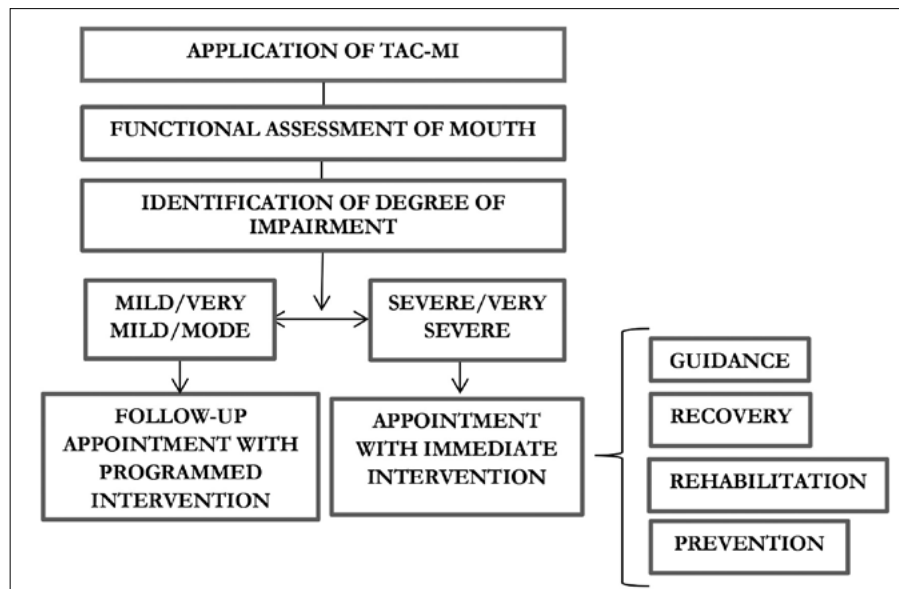 APPLICATION OF TAC-MI
FUNCTIONAL ASSESSMENT OF MOUTH
IDENTIFICATION OF DEGREE OF
IMPAIRMENT
MILD/VERY
MILD/MODE
SEVERE/VERY
SEVERE
FOLLOW-UP
APPOINTMENT WITH
PROGRAMMED
INTERVENTION
APPOINTMENT
WITH IMMEDIATE
INTERVENTION
GUIDANCE
RECOVERY
REHABILITATION
PREVENTION